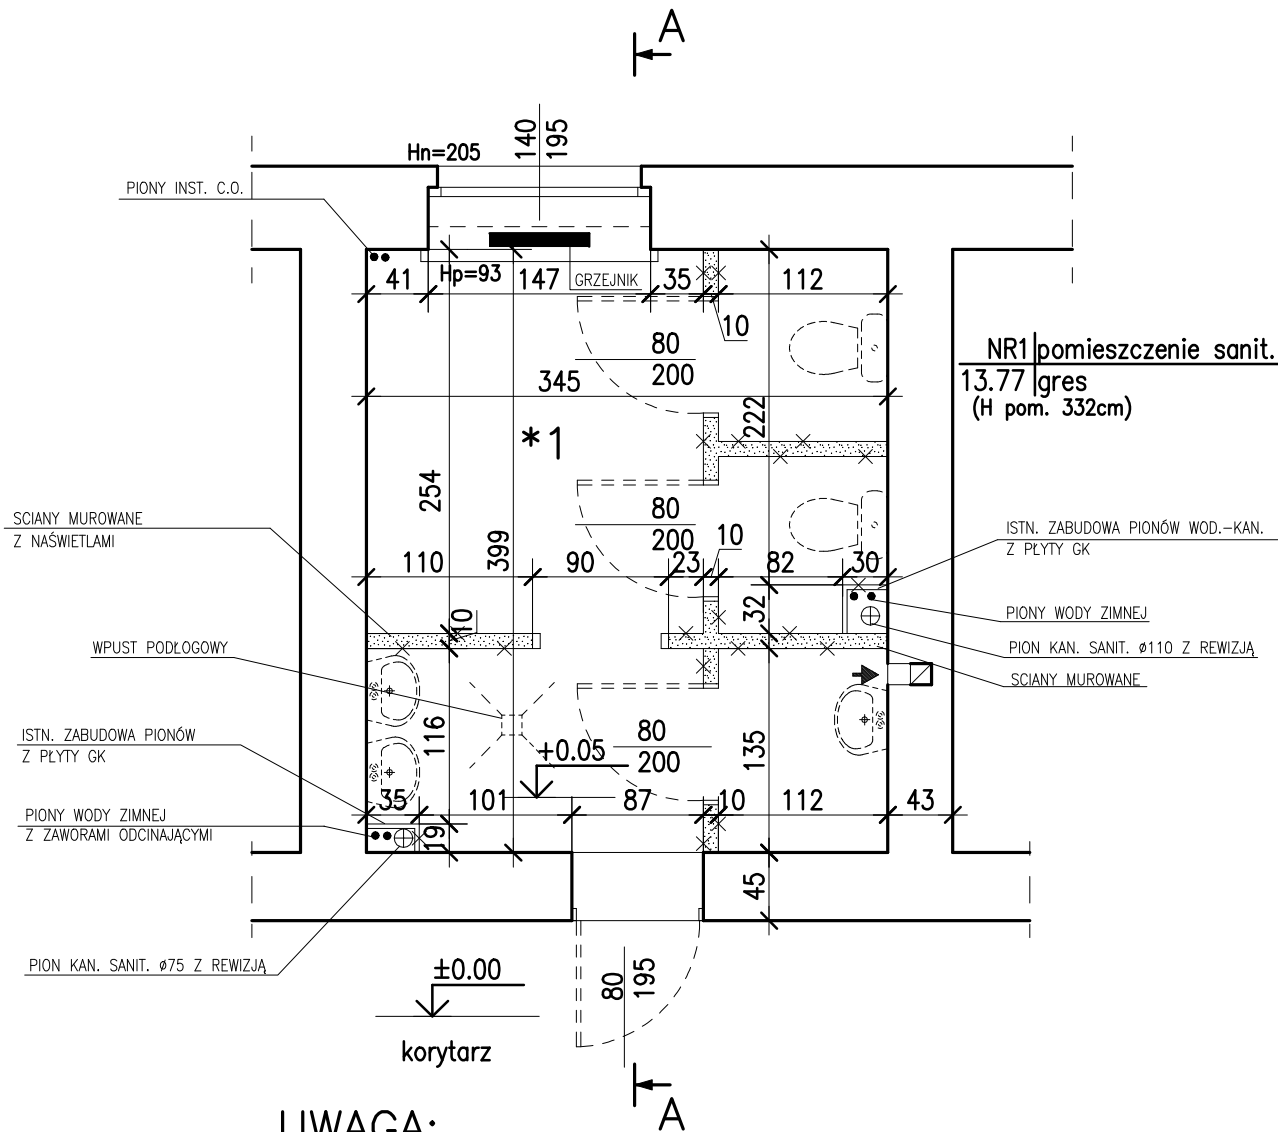 A
140
195
Hn=205
PIONY INST. C.O.
Hp=93
GRZEJNIK
41
147
35
112
10
80
200
345
NR1 pomieszczenie sanit.
13.77 gres
(H pom. 332cm)
222
*1
254
399
80
200
SCIANY MUROWANE
Z NAŚWIETLAMI
ISTN. ZABUDOWA PIONÓW WOD.-KAN.
Z PŁYTY GK
110
90
23
10
82
30
32
PIONY WODY ZIMNEJ
10
WPUST PODŁOGOWY
PION KAN. SANIT. ø110 Z REWIZJĄ
SCIANY MUROWANE
ISTN. ZABUDOWA PIONÓW
Z PŁYTY GK
116
+0.05
80
200
135
35
101
87
10
112
43
PIONY WODY ZIMNEJ
Z ZAWORAMI ODCINAJĄCYMI
19
45
PION KAN. SANIT. ø75 Z REWIZJĄ
±0.00
80
195
korytarz
A
UWAGA: